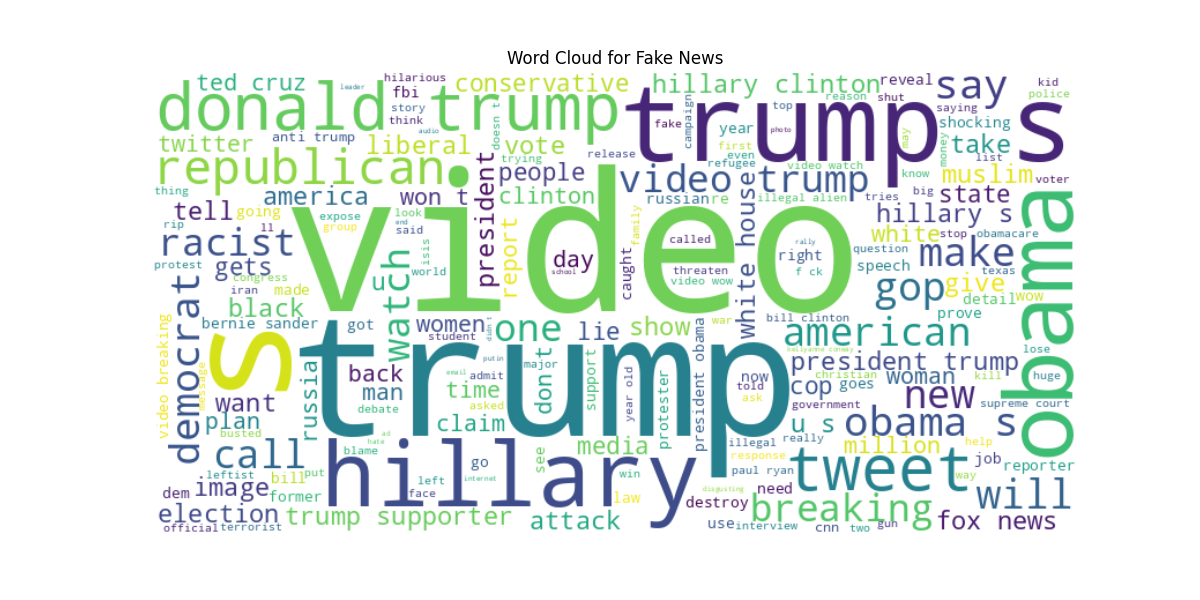 Word Cloud for Fake News
ted cruz
hilarious
leader
fbi
conservative
hillary clinton
reveal
say
kid
police
donald trump
story
think
doesn t
campaign
fake
reason
shut
top
photo
saying
trump s
twitter
anti trump
audio
liberal
vote
year
first
even
may
money
shocking
take
list
republican
trying
release
refugee
video watch
know
muslim
voter
thing
america
won t
president
people
clinton
video trump
russian
re
illegal alien
tries
big
state
tell
going
ll
expose
group
look
end
said
report
family
white house
hillary s
rip
racist
video
called
rally
question
white
stop
obamacare
protest
gets
congress
u
watch
isis
world
day
school
caught
threaten
video wow
right
f ck
speech
make
texas
obama
iran
made
black
gop
give
detail
wow
prove
bernie sander
got
women
student
didn t
one
lie
show
war
bill clinton
american
democrat
video breaking
message
s
russia
trump
putin
major
president obama
kellyanne conway
president trump
lose
back
email
admit
don t
support
year old
protester
now
told
ask
cop
goes
christian
woman
kill
huge
want
man
debate
time
asked
government
new
supreme court
plan
busted
claim
u s
obama s
call
blame
ad
hate
hillary
see
media
illegal
really
million
help
leftist
bill
put
go
left
face
internet
win
response
paul ryan
tweet
way
job
reporter
dem
image
former
law
disgusting
destroy
need
will
election
trump supporter
attack
breaking
fox news
official
terrorist
use
interview
cnn
two
gun